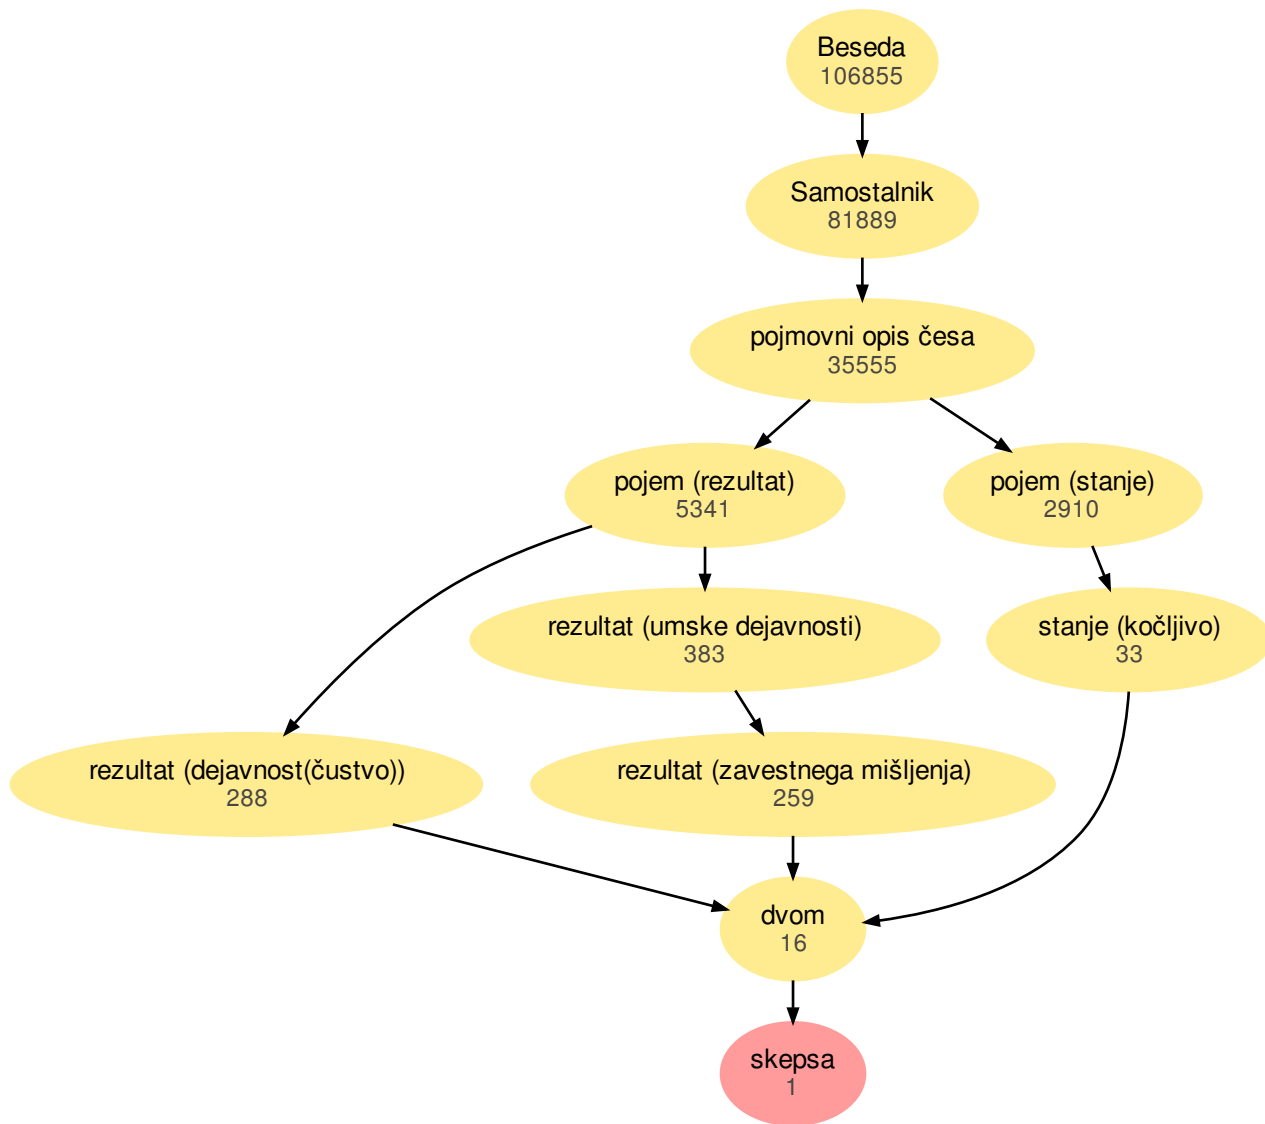 Beseda
106855
Samostalnik
81889
pojmovni opis česa
35555
pojem (rezultat)
5341
pojem (stanje)
2910
rezultat (umske dejavnosti)
383
stanje (kočljivo)
33
rezultat (dejavnost(čustvo))
288
rezultat (zavestnega mišljenja)
259
dvom
16
skepsa
1